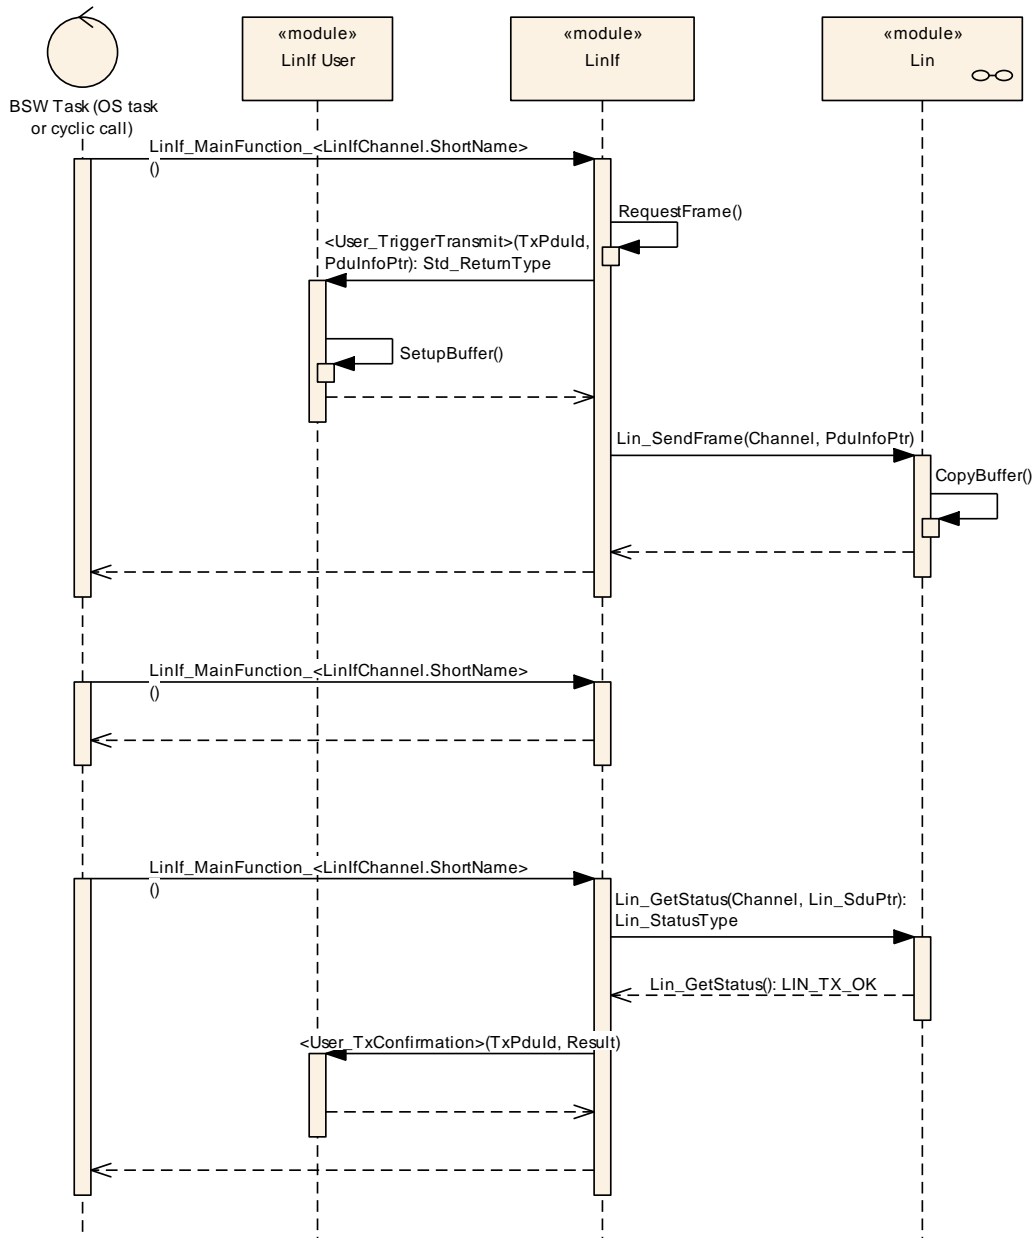 «module»
LinIf User
«module»
LinIf
«module»
Lin
BSW Task (OS task
or cyclic call)
LinIf_MainFunction_<LinIfChannel.ShortName>
()
RequestFrame()
<User_TriggerTransmit>(TxPduId,
PduInfoPtr): Std_ReturnType
SetupBuffer()
Lin_SendFrame(Channel, PduInfoPtr)
CopyBuffer()
LinIf_MainFunction_<LinIfChannel.ShortName>
()
LinIf_MainFunction_<LinIfChannel.ShortName>
()
Lin_GetStatus(Channel, Lin_SduPtr):
Lin_StatusType
Lin_GetStatus(): LIN_TX_OK
<User_TxConfirmation>(TxPduId, Result)